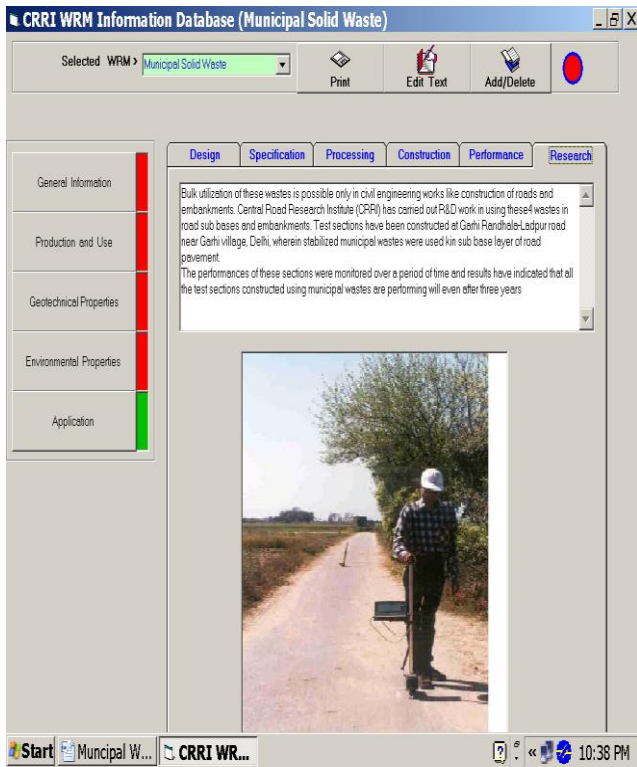 CRRI WRM Information Database (Municipal Solid Waste)
Selected WRM > Municipal Solid Waste
Print
Edit Text
Add/Delete
Design Specification Processing Construction Performance Research
General Information
Production and Use
Geotechnical Properties
Environmental Properties
Application
Bulk utilization of these wastes is possible only in civil engineering works like construction of roads and
embankments. Central Road Research Institute (CRRI) has carried out R&D work in using these4 wastes in
road sub bases and embankments. Test sections have been constructed at Garhi Randhala-Ladpur road
near Garhi village, Delhi, wherein stabilized municipal wastes were used kin sub base layer of road
pavement.
The performances of these sections were monitored over a period of time and results have indicated that all
the test sections constructed using municipal wastes are performing will even after three years
Start Muncipal W... CRRI WR... « 10:38 PM